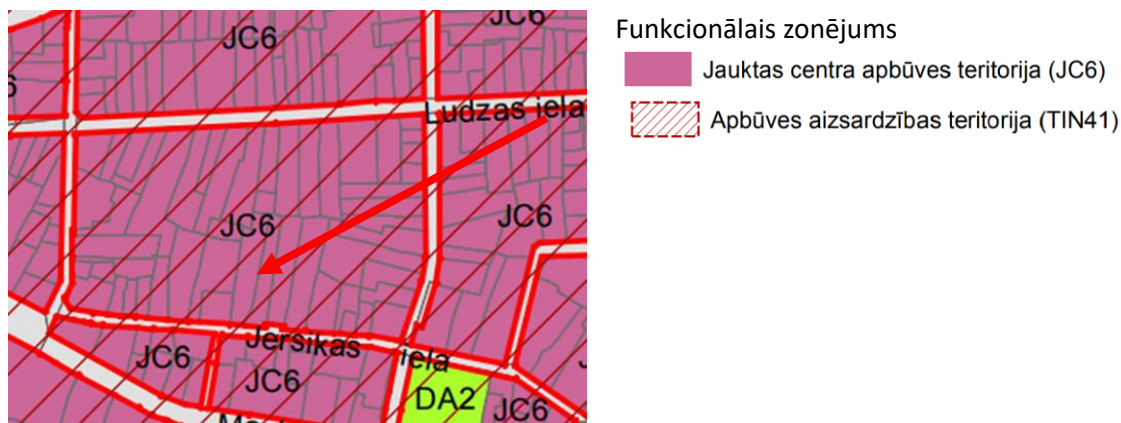 JC6
JC6
Ludzas iela
JC6
JC6
Jersikas iela
JC6
JC6
DA2
JC6
Funkcionālais zonējums
Jauktas centra apbūves teritorija (JC6)
Apbūves aizsardzības teritorija (TIN41)